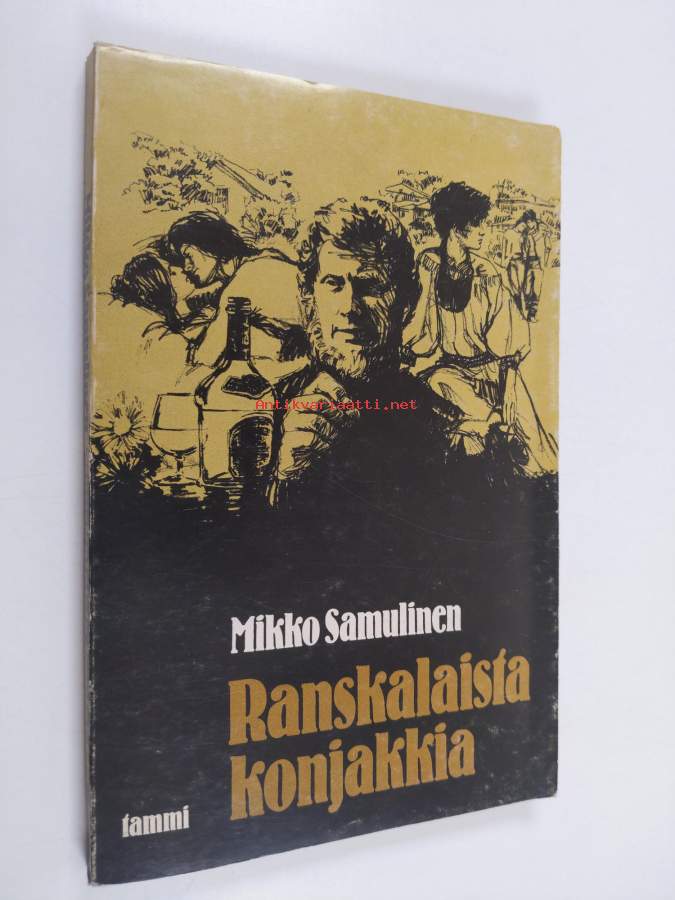 Antikvariaatti.net
Mikko Samulinen
Ranskalaista
konjakkia
tammi